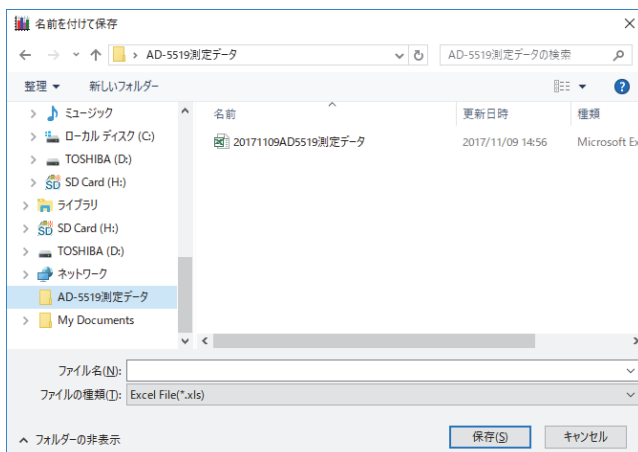 名前を付けて保存
AD-5519測定データ
AD-5519測定データの検索
整理
新しいフォルダー
名前
更新日時
種類
20171109AD5519測定データ
2017/11/09 14:56
Microsoft Ex
ミュージック
ローカル ディスク (C:)
TOSHIBA (D:)
SD Card (H:)
ライブラリ
SD Card (H:)
TOSHIBA (D:)
ネットワーク
AD-5519測定データ
My Documents
ファイル名(N):
ファイルの種類(T): Excel File(*.xls)
フォルダーの非表示
保存(S)
キャンセル